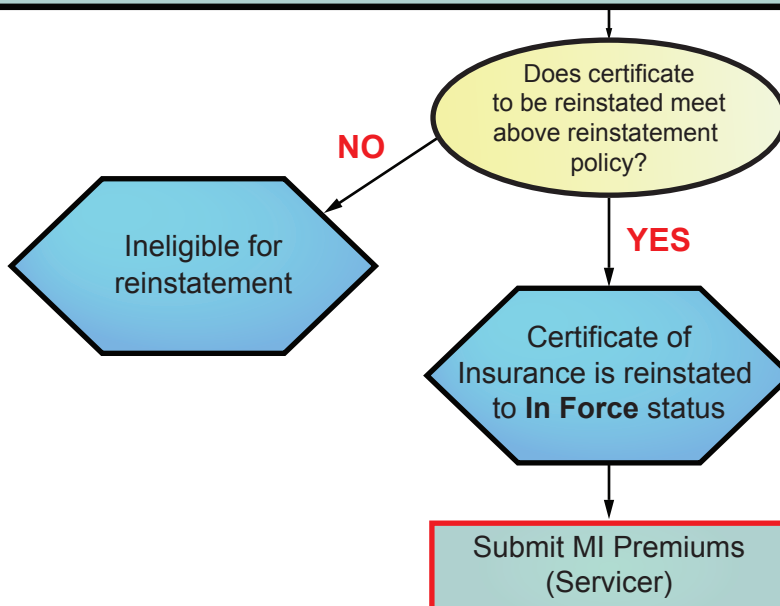 Does certificate
to be reinstated meet
above reinstatement
policy?
NO
YES
Ineligible for
reinstatement
Certificate of
Insurance is reinstated
to In Force status
Submit MI Premiums
(Servicer)